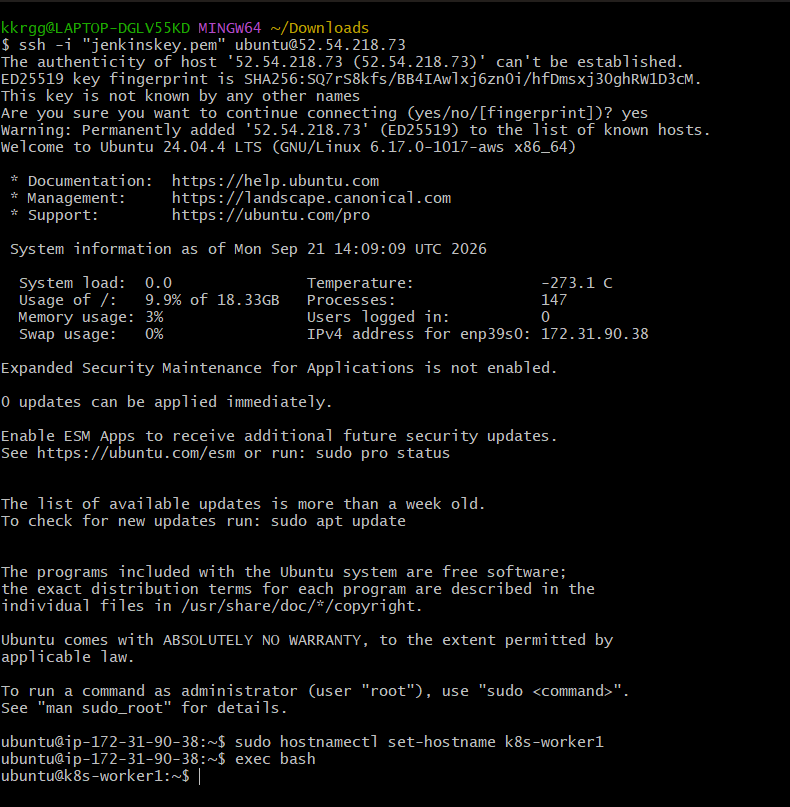 kkrgg@LAPTOP-DGLV55KD MINGW64 ~/Downloads
$ ssh -i "jenkinskey.pem" ubuntu@52.54.218.73
The authenticity of host '52.54.218.73 (52.54.218.73)' can't be established.
ED25519 key fingerprint is SHA256:SQ7rS8kfs/BB4IAwlxj6zn0i/hfDmsxj3OghRW1D3cM.
This key is not known by any other names
Are you sure you want to continue connecting (yes/no/[fingerprint])? yes
Warning: Permanently added '52.54.218.73' (ED25519) to the list of known hosts.
Welcome to Ubuntu 24.04.4 LTS (GNU/Linux 6.17.0-1017-aws x86_64)
* Documentation:  https://help.ubuntu.com
* Management:     https://landscape.canonical.com
* Support:        https://ubuntu.com/pro
System information as of Mon Sep 21 14:09:09 UTC 2026
System load:  0.0                Temperature:              -273.1 C
Usage of /:   9.9% of 18.33GB   Processes:                147
Memory usage: 3%                Users logged in:          0
Swap usage:   0%                IPv4 address for enp39s0: 172.31.90.38
Expanded Security Maintenance for Applications is not enabled.
0 updates can be applied immediately.
Enable ESM Apps to receive additional future security updates.
See https://ubuntu.com/esm or run: sudo pro status
The list of available updates is more than a week old.
To check for new updates run: sudo apt update
The programs included with the Ubuntu system are free software;
the exact distribution terms for each program are described in the
individual files in /usr/share/doc/*/copyright.
Ubuntu comes with ABSOLUTELY NO WARRANTY, to the extent permitted by
applicable law.
To run a command as administrator (user "root"), use "sudo <command>".
See "man sudo_root" for details.
ubuntu@ip-172-31-90-38:~$ sudo hostnamectl set-hostname k8s-worker1
ubuntu@ip-172-31-90-38:~$ exec bash
ubuntu@k8s-worker1:~$